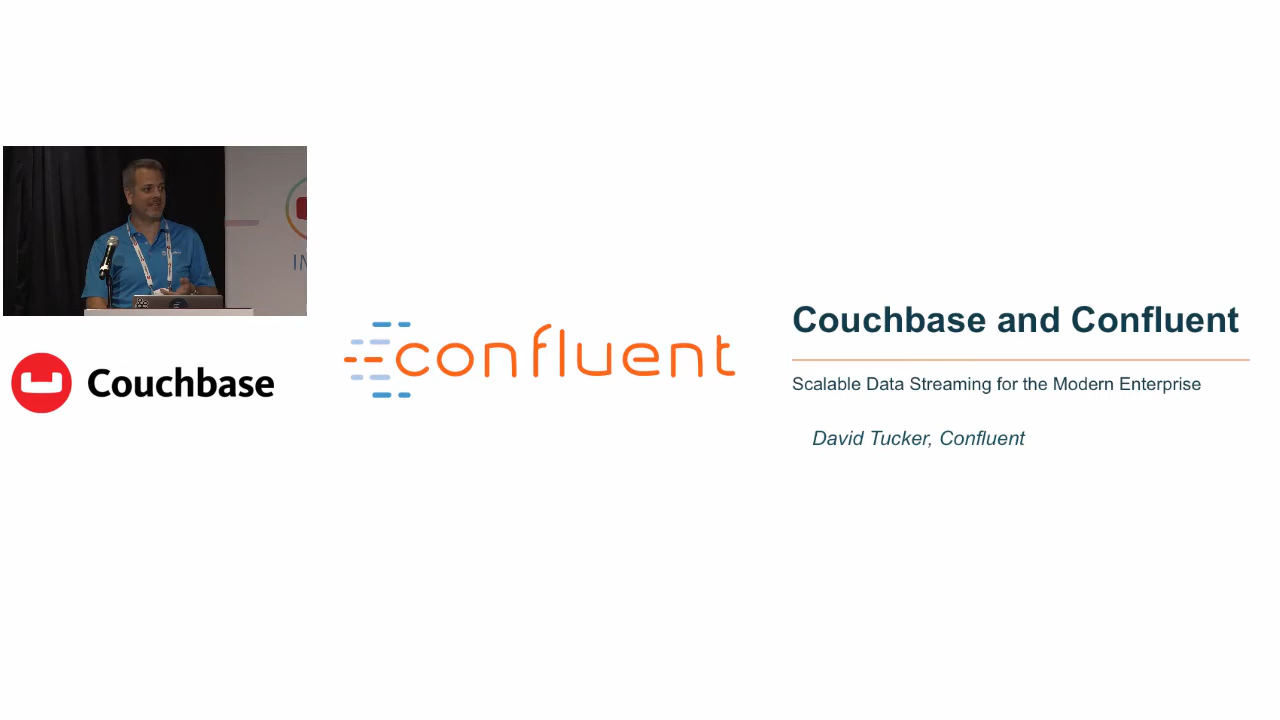 Couchbase
confluent
Couchbase and Confluent
Scalable Data Streaming for the Modern Enterprise
David Tucker, Confluent